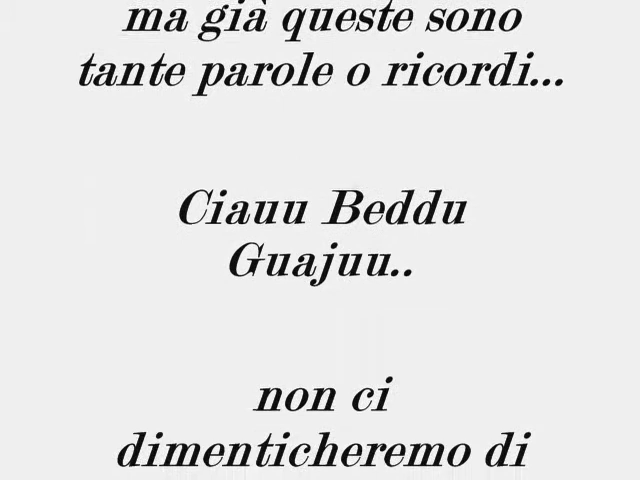 ma già queste sono
tante parole o ricordi...
Ciauu Beddu
Guajuu..
non ci
dimenticheremo di